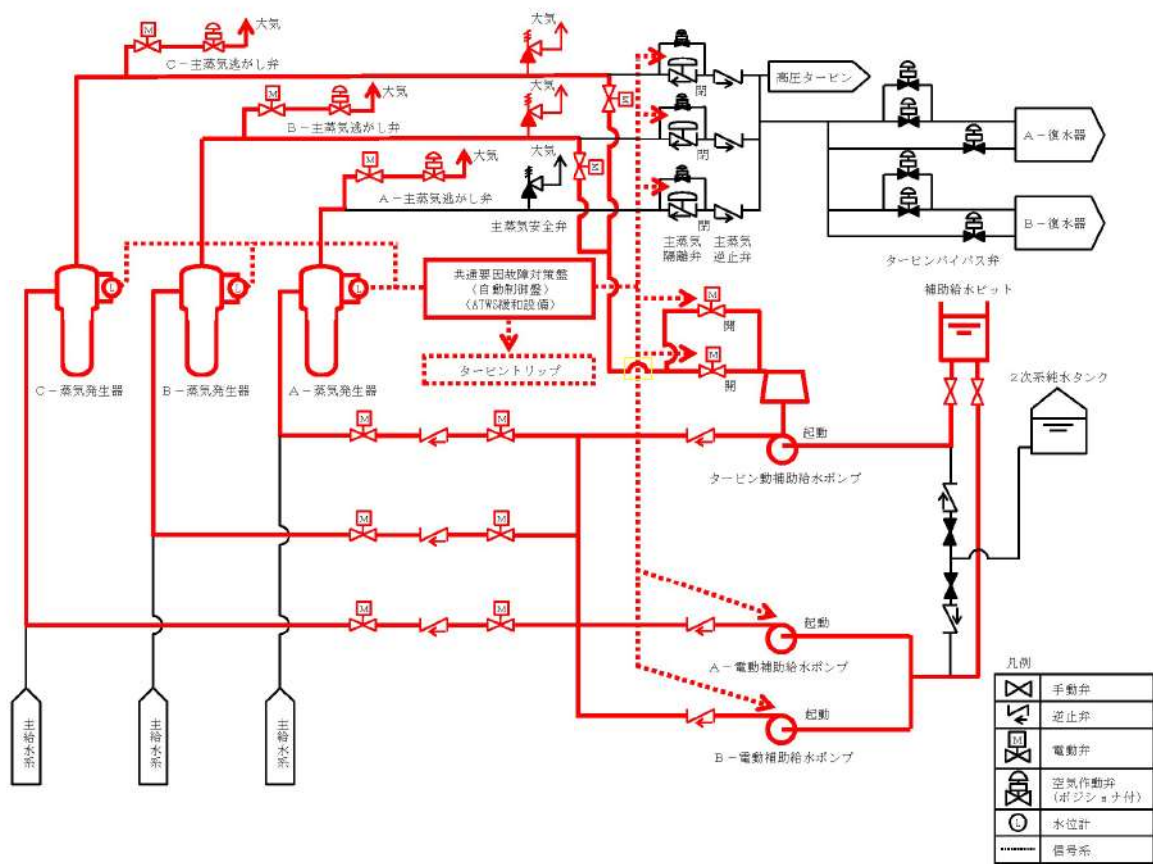 大気
M
C-主蒸気逃がし弁
大気
大気
M
B-主蒸気逃がし弁
大気
大気
M
A-主蒸気逃がし弁
大気
主蒸気安全弁
M
M
閉
閉
閉
主蒸気
隔離弁
主蒸気
逆止弁
高圧タービン
A-復水器
B-復水器
タービンバイパス弁
L
L
L
C-蒸気発生器
B-蒸気発生器
A-蒸気発生器
共通要因故障対策盤
(自動制御盤)
(ATWS緩和設備)
タービントリップ
M
開
M
開
補助給水ピット
2次系純水タンク
M
M
起動
タービン動補助給水ポンプ
M
M
M
M
起動
A-電動補助給水ポンプ
起動
B-電動補助給水ポンプ
主給水系
主給水系
主給水系
凡例
手動弁
逆止弁
M
電動弁
空気作動弁
(ポジショナ付)
L
水位計
信号系